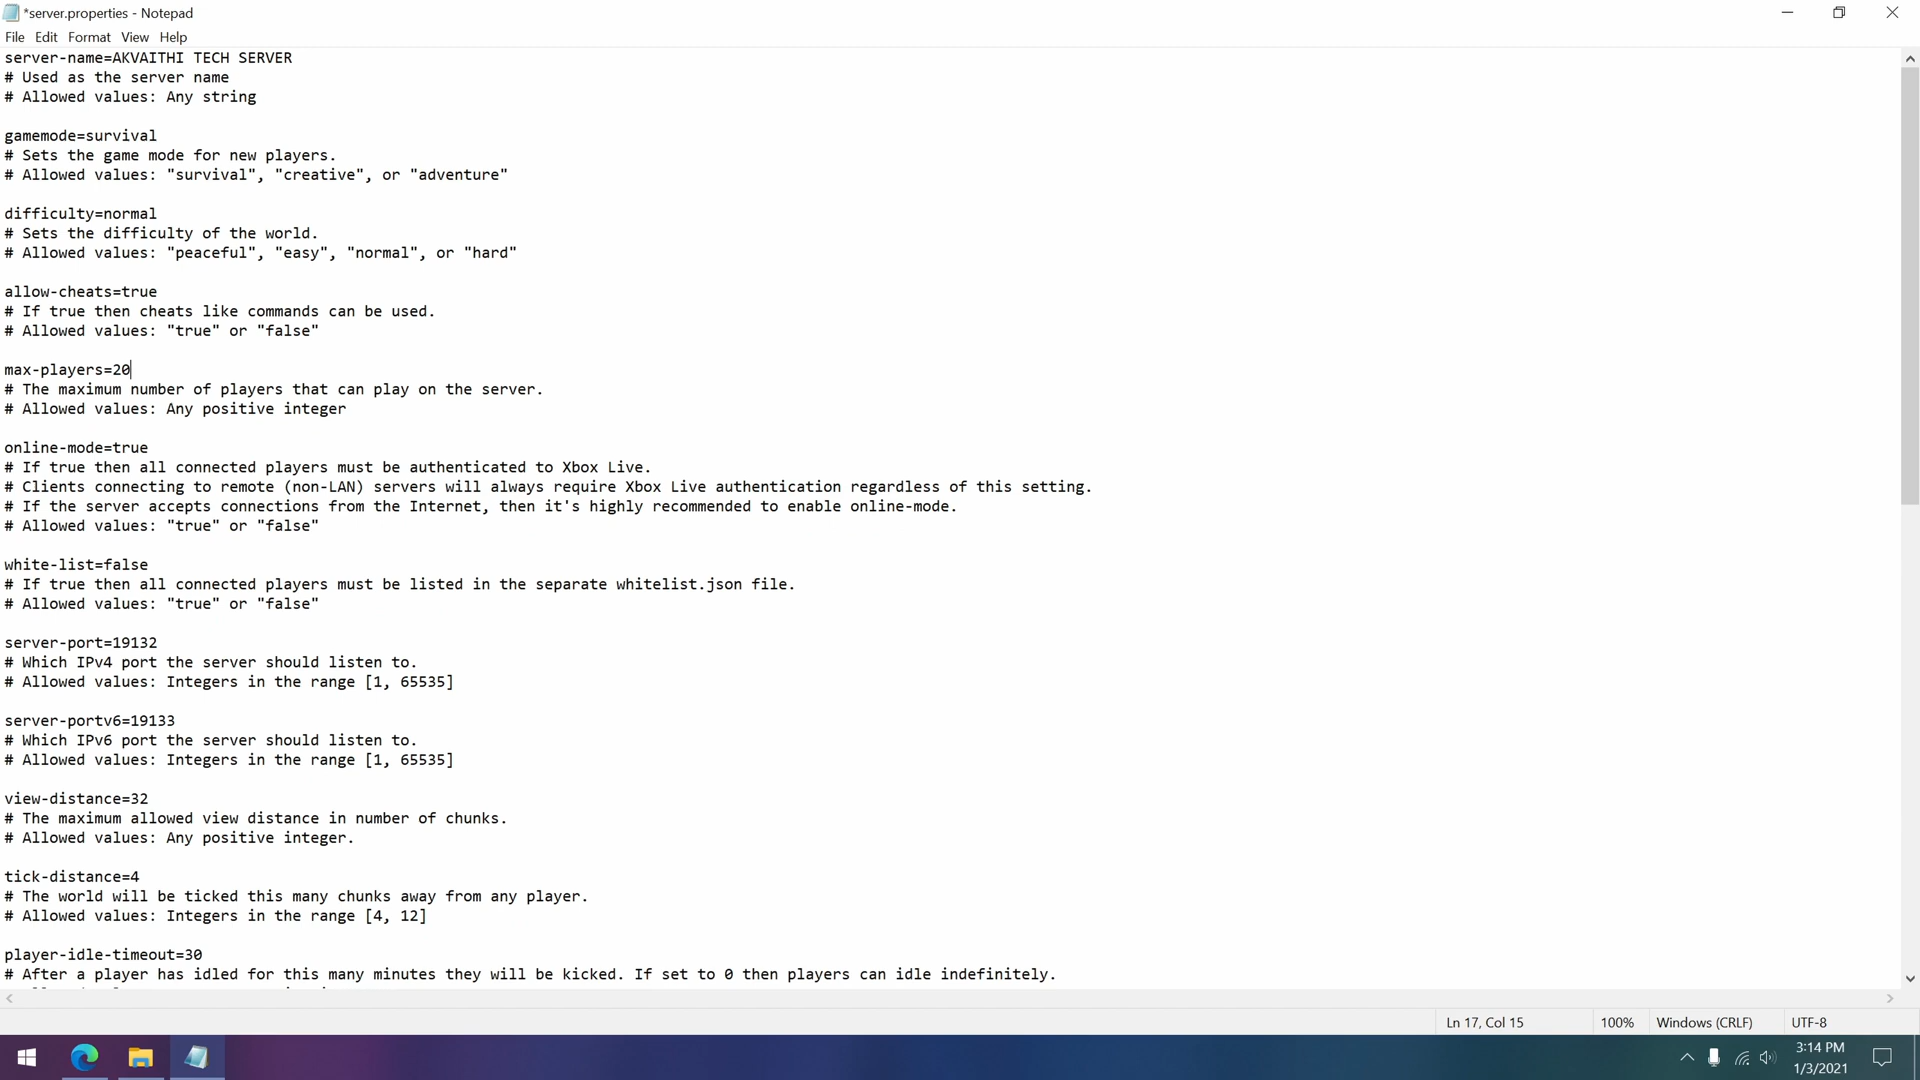 *server.properties - Notepad
File Edit Format View Help
server-name=AKVAITHI TECH SERVER
# Used as the server name
# Allowed values: Any string
gamemode=survival
# Sets the game mode for new players.
# Allowed values: "survival", "creative", or "adventure"
difficulty=normal
# Sets the difficulty of the world.
# Allowed values: "peaceful", "easy", "normal", or "hard"
allow-cheats=true
# If true then cheats like commands can be used.
# Allowed values: "true" or "false"
max-players=20
# The maximum number of players that can play on the server.
# Allowed values: Any positive integer
online-mode=true
# If true then all connected players must be authenticated to Xbox Live.
# Clients connecting to remote (non-LAN) servers will always require Xbox Live authentication regardless of this setting.
# If the server accepts connections from the Internet, then it's highly recommended to enable online-mode.
# Allowed values: "true" or "false"
white-list=false
# If true then all connected players must be listed in the separate whitelist.json file.
# Allowed values: "true" or "false"
server-port=19132
# Which IPv4 port the server should listen to.
# Allowed values: Integers in the range [1, 65535]
server-portv6=19133
# Which IPv6 port the server should listen to.
# Allowed values: Integers in the range [1, 65535]
view-distance=32
# The maximum allowed view distance in number of chunks.
# Allowed values: Any positive integer.
tick-distance=4
# The world will be ticked this many chunks away from any player.
# Allowed values: Integers in the range [4, 12]
player-idle-timeout=30
# After a player has idled for this many minutes they will be kicked. If set to 0 then players can idle indefinitely.
Ln 17, Col 15 100% Windows (CRLF) UTF-8
3:14 PM
1/3/2021